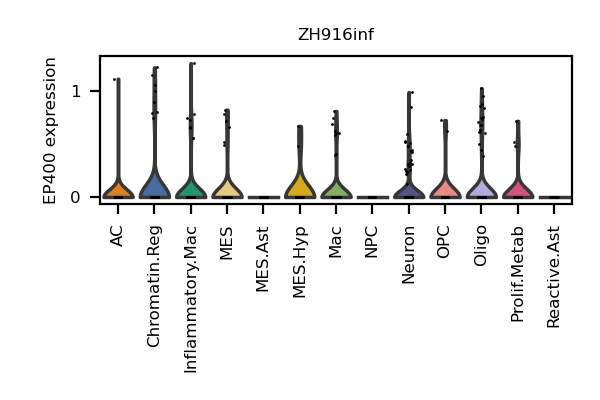 ZH916inf
EP400 expression
1
0
AC
Chromatin.Reg
Inflammatory.Mac
MES
MES.Ast
MES.Hyp
Mac
NPC
Neuron
OPC
Oligo
Prolif.Metab
Reactive.Ast